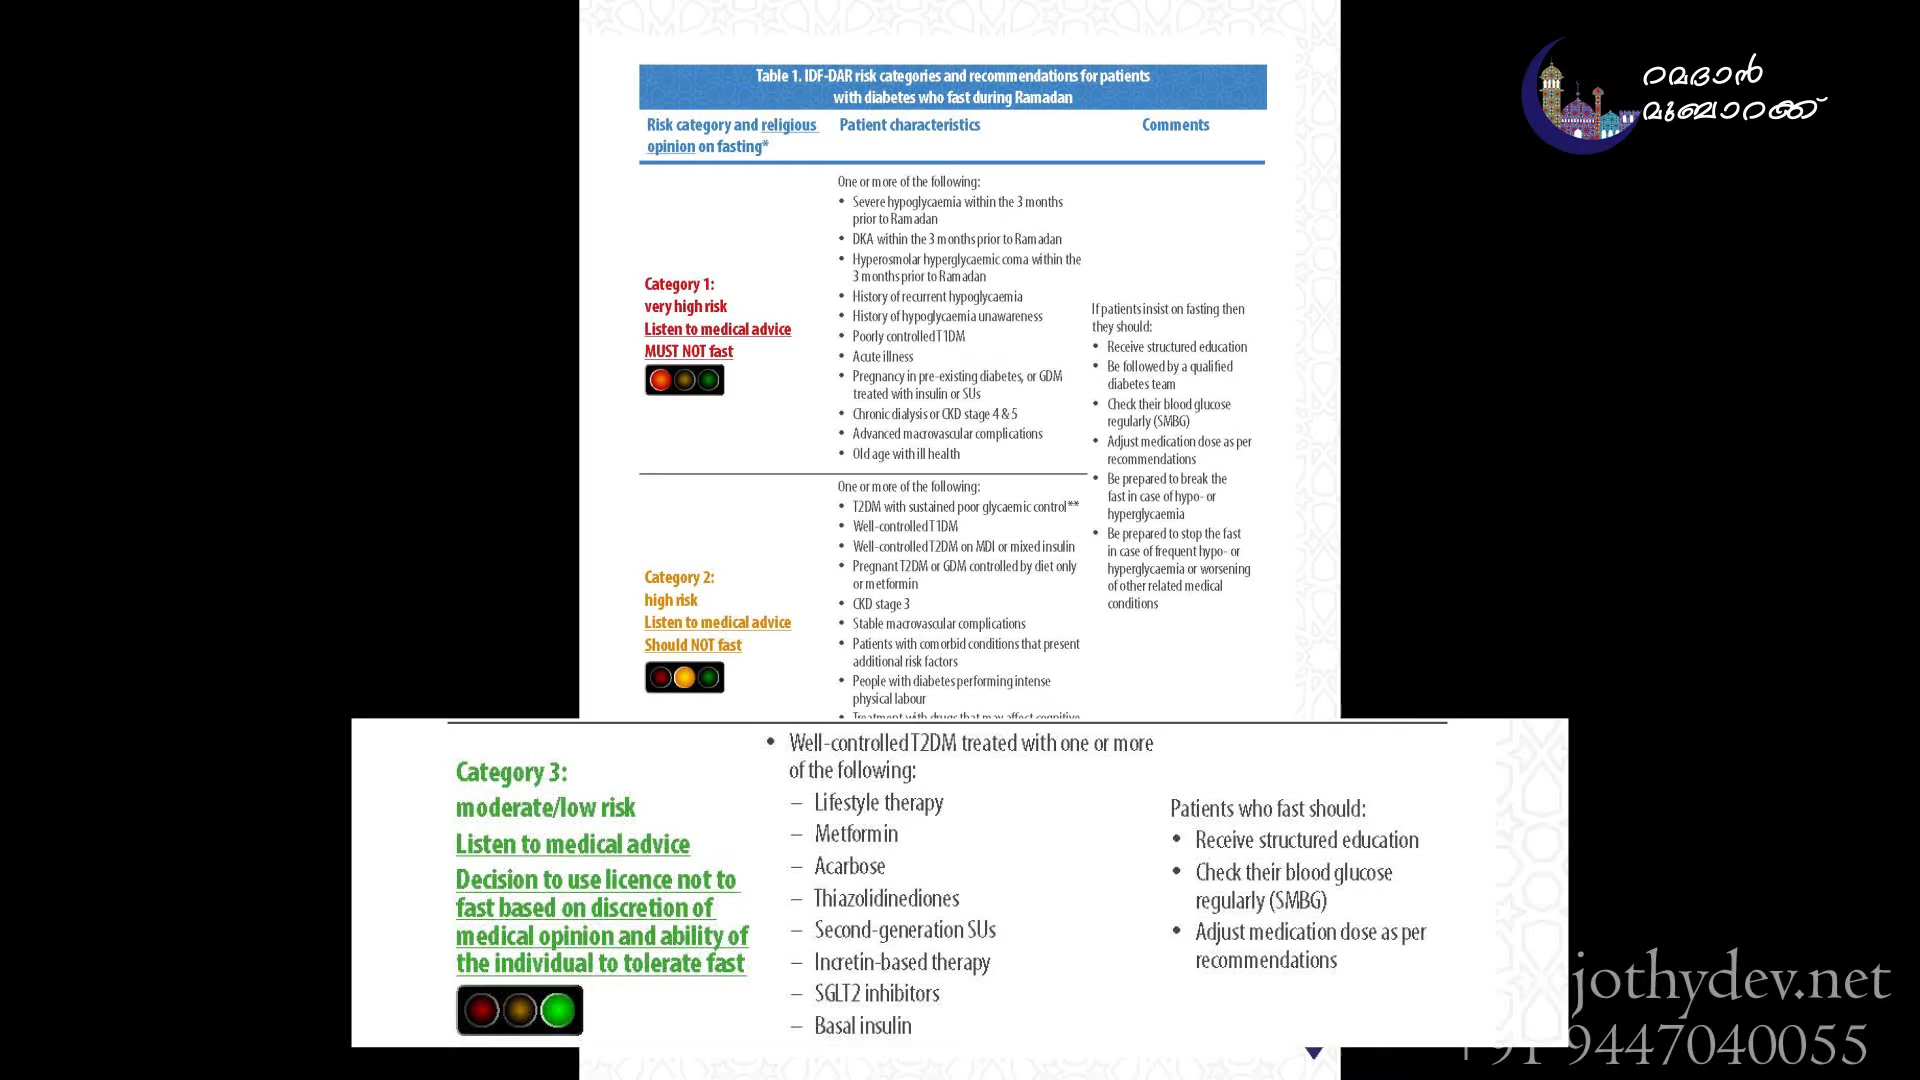 Table 1. IDF-DAR risk categories and recommendations for patients
with diabetes who fast during Ramadan
Risk category and religious
opinion on fasting*
Patient characteristics
Comments
Category 1:
very high risk
Listen to medical advice
MUST NOT fast
One or more of the following:
• Severe hypoglycaemia within the 3 months
prior to Ramadan
• DKA within the 3 months prior to Ramadan
• Hyperosmolar hyperglycaemic coma within the
3 months prior to Ramadan
• History of recurrent hypoglycaemia
• History of hypoglycaemia unawareness
• Poorly controlled T1DM
• Acute illness
• Pregnancy in pre-existing diabetes, or GDM
treated with insulin or SUs
• Chronic dialysis or CKD stage 4 & 5
• Advanced macrovascular complications
• Old age with ill health
If patients insist on fasting then
they should:
• Receive structured education
• Be followed by a qualified
diabetes team
• Check their blood glucose
regularly (SMBG)
• Adjust medication dose as per
recommendations
• Be prepared to break the
fast in case of hypo- or
hyperglycaemia
• Be prepared to stop the fast
in case of frequent hypo- or
hyperglycaemia or worsening
of other related medical
conditions
Category 2:
high risk
Listen to medical advice
Should NOT fast
One or more of the following:
• T2DM with sustained poor glycaemic control**
• Well-controlled T1DM
• Well-controlled T2DM on MDI or mixed insulin
• Pregnant T2DM or GDM controlled by diet only
or metformin
• CKD stage 3
• Stable macrovascular complications
• Patients with comorbid conditions that present
additional risk factors
• People with diabetes performing intense
physical labour
• Treatment with drugs that may affect cognitive
Category 3:
moderate/low risk
Listen to medical advice
Decision to use licence not to
fast based on discretion of
medical opinion and ability of
the individual to tolerate fast
• Well-controlled T2DM treated with one or more
of the following:
– Lifestyle therapy
– Metformin
– Acarbose
– Thiazolidinediones
– Second-generation SUs
– Incretin-based therapy
– SGLT2 inhibitors
– Basal insulin
Patients who fast should:
• Receive structured education
• Check their blood glucose
regularly (SMBG)
• Adjust medication dose as per
recommendations
റമദാൻ
മുബാറക്ക്
jothydev.net
+91 9447040055